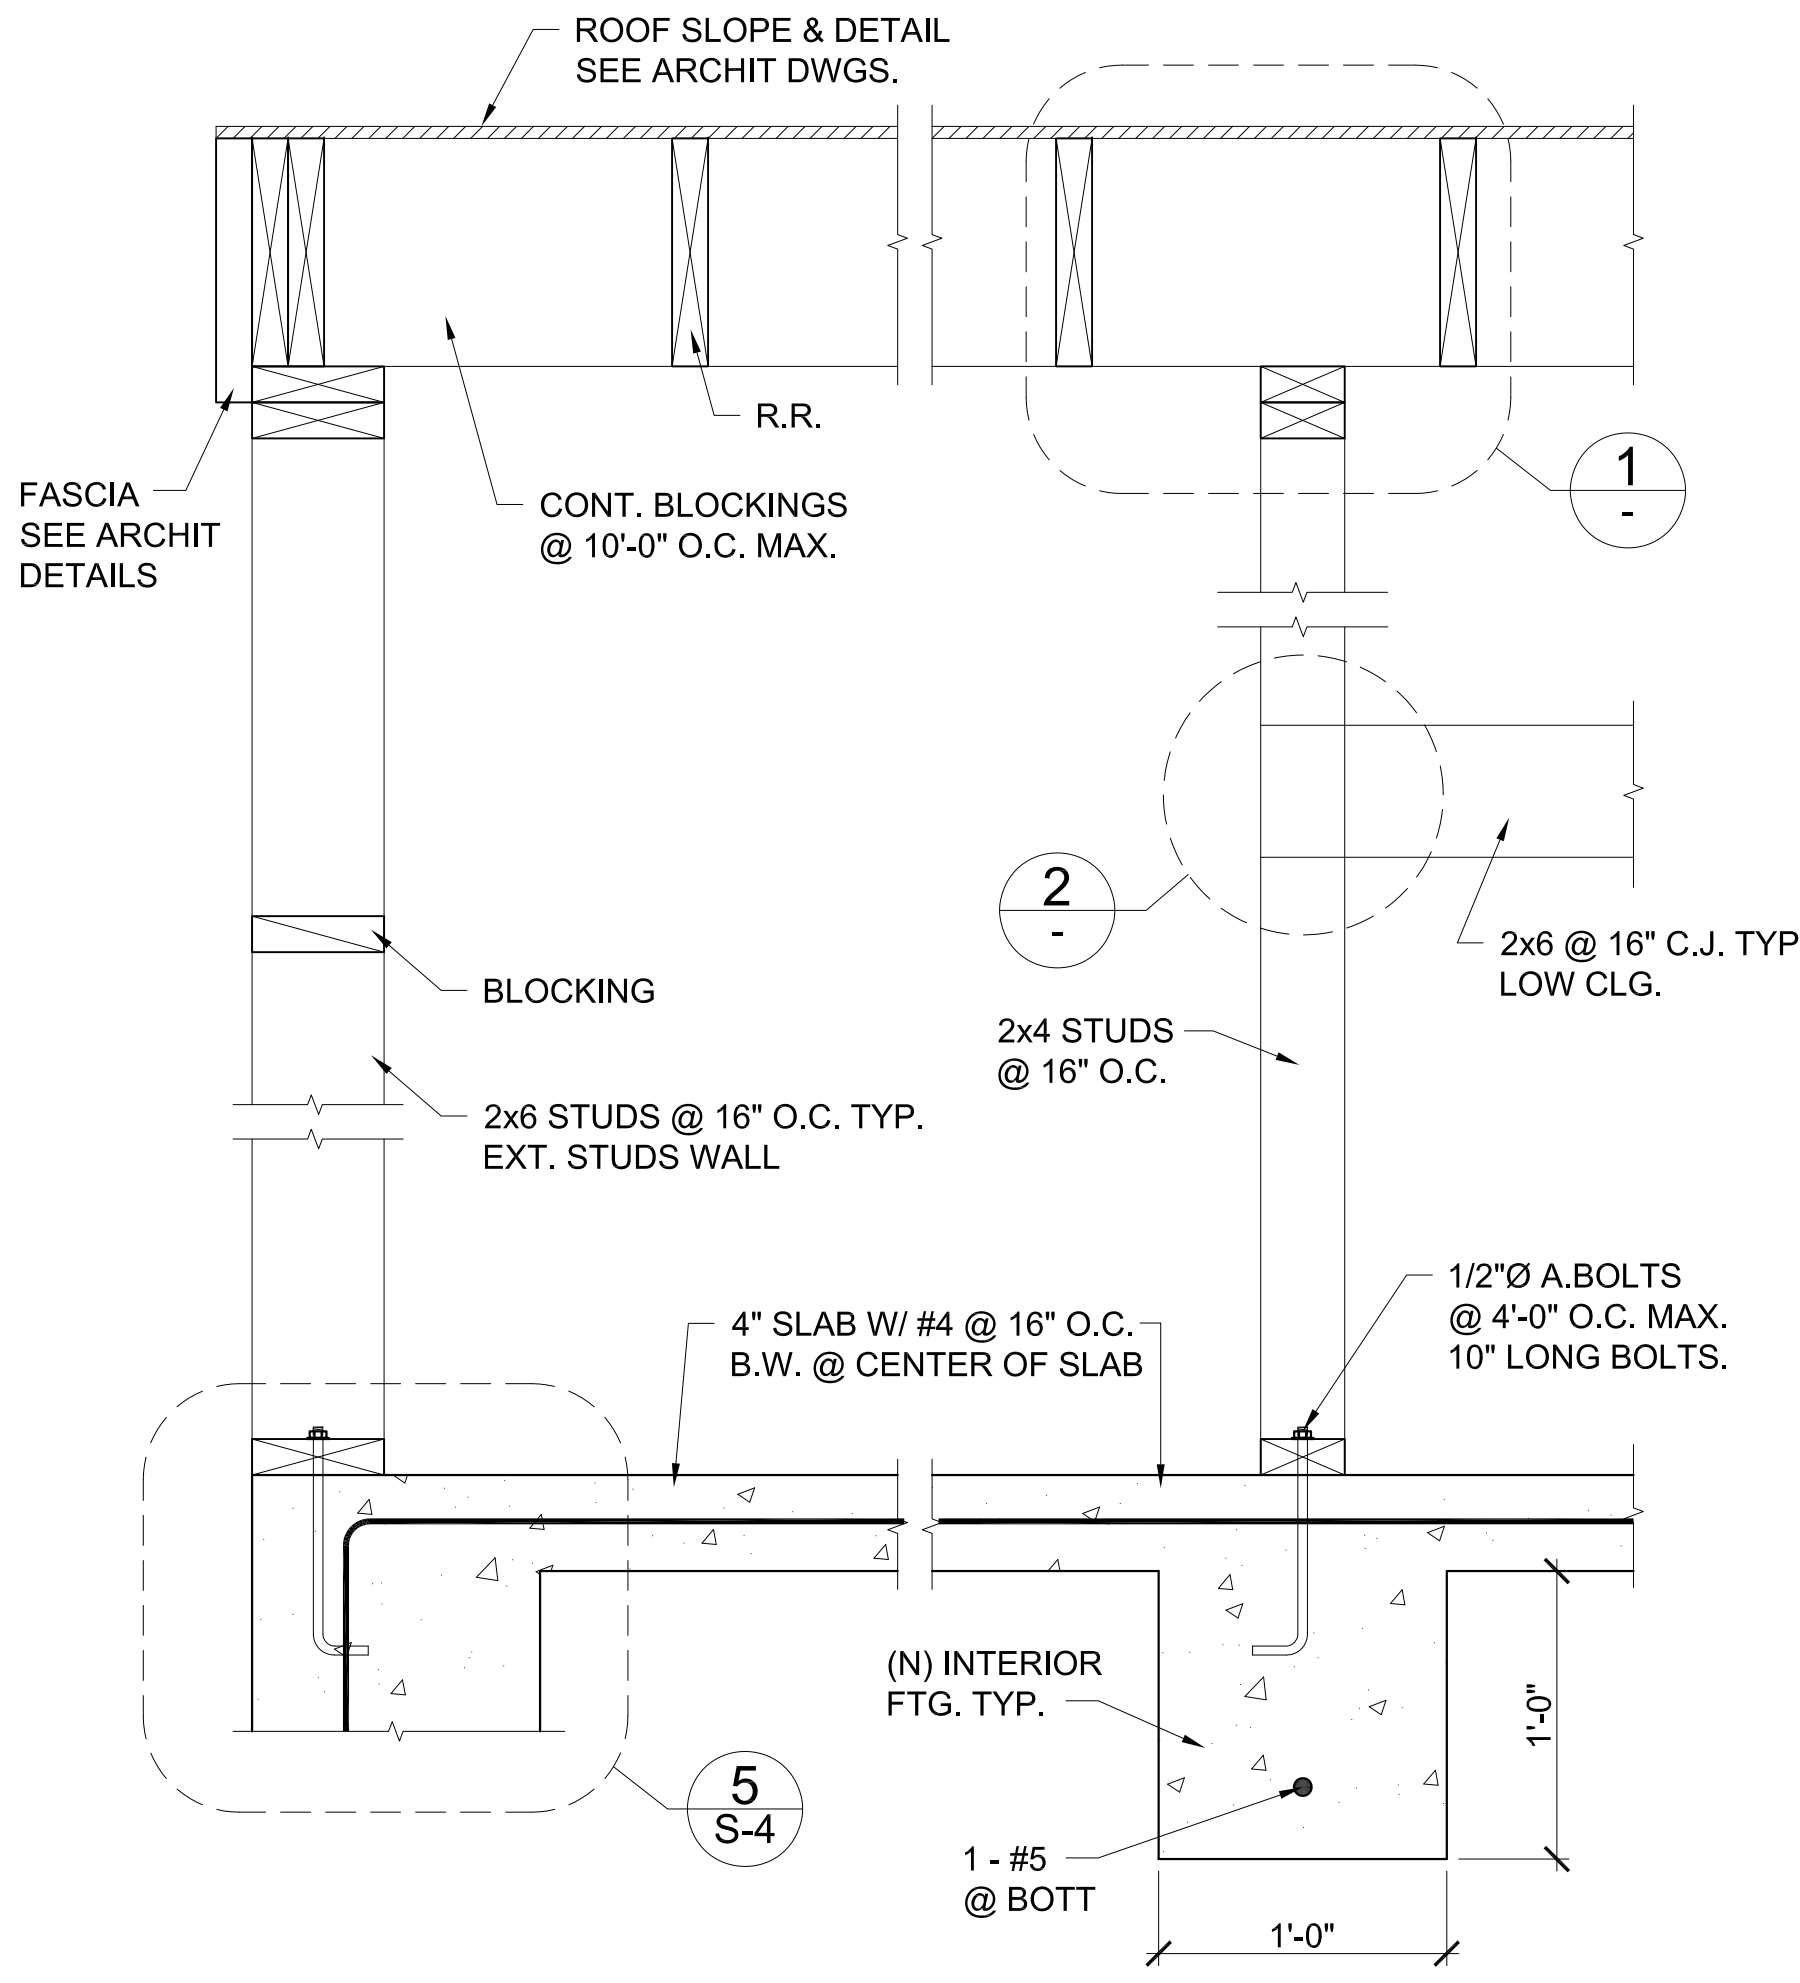 ROOF SLOPE & DETAIL
SEE ARCHIT DWGS.
R.R.
1
-
FASCIA
SEE ARCHIT
DETAILS
CONT. BLOCKINGS
@ 10'-0" O.C. MAX.
2
-
2x6 @ 16" C.J. TYP
LOW CLG.
BLOCKING
2x4 STUDS
@ 16" O.C.
2x6 STUDS @ 16" O.C. TYP.
EXT. STUDS WALL
1/2"Ø A.BOLTS
@ 4'-0" O.C. MAX.
10" LONG BOLTS.
4" SLAB W/ #4 @ 16" O.C.
B.W. @ CENTER OF SLAB
(N) INTERIOR
FTG. TYP.
1'-0"
5
S-4
1 - #5
@ BOTT
1'-0"